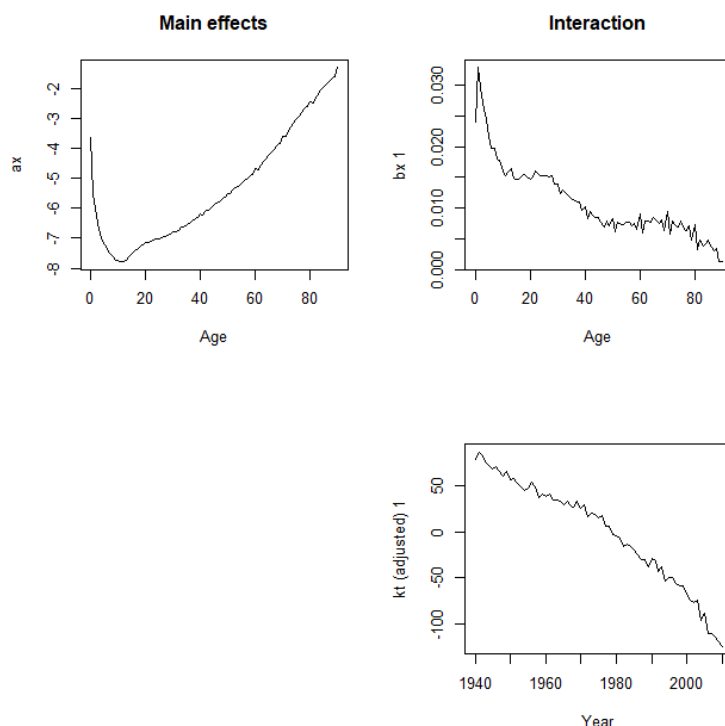 Main effects
ax
-2
-3
-4
-5
-6
-7
-8
0 20 40 60 80
Age
Interaction
bx 1
0.030
0.020
0.010
0.000
0 20 40 60 80
Age
kt (adjusted) 1
50
0
-50
-100
1940 1960 1980 2000
Year